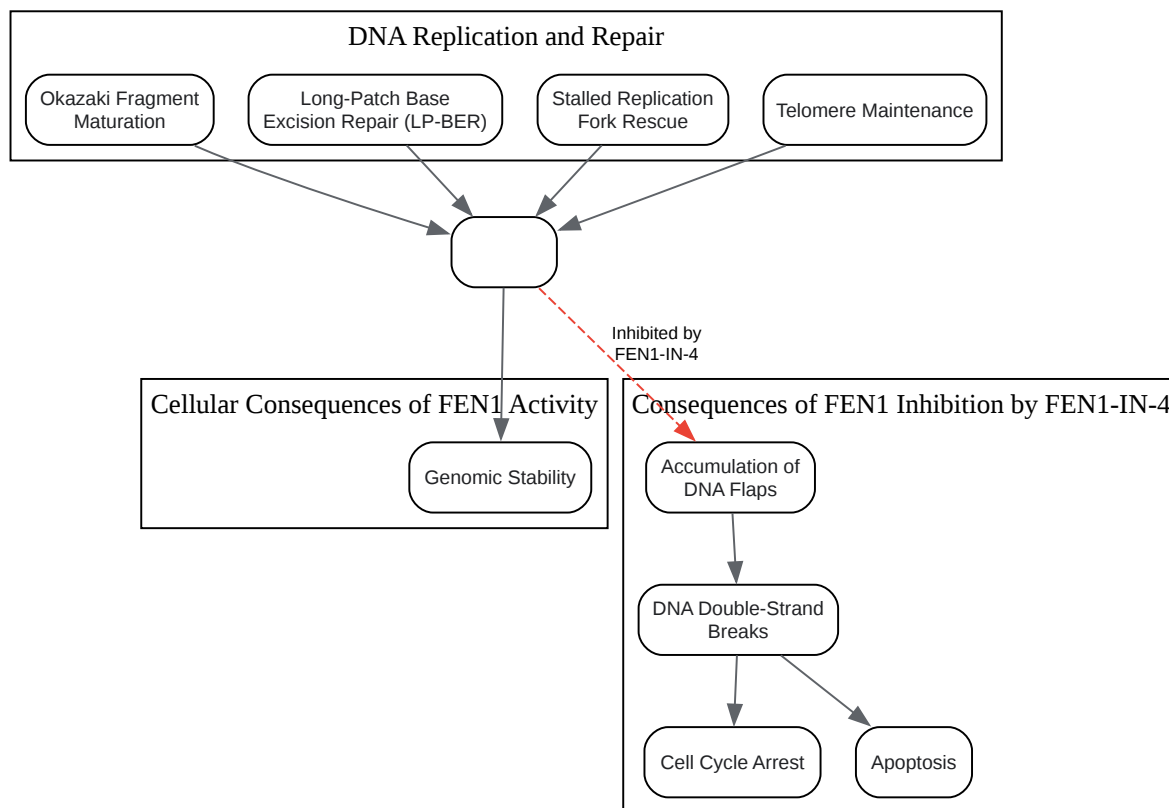 DNA Replication and Repair
Okazaki Fragment
Maturation
Long-Patch Base
Excision Repair (LP-BER)
Stalled Replication
Fork Rescue
Telomere Maintenance
Inhibited by
FEN1-IN-4
Cellular Consequences of FEN1 Activity
Genomic Stability
Consequences of FEN1 Inhibition by FEN1-IN-4
Accumulation of
DNA Flaps
DNA Double-Strand
Breaks
Cell Cycle Arrest
Apoptosis